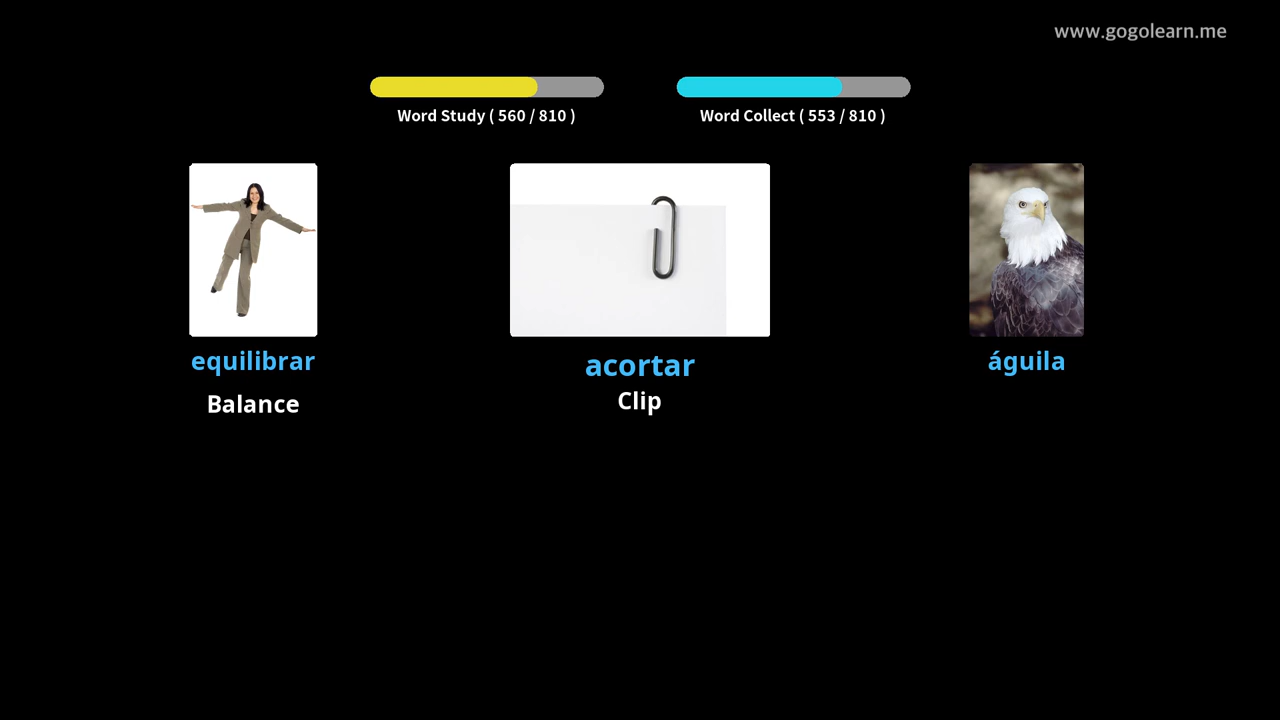 www.gogolearn.me
Word Study ( 560 / 810 )
Word Collect ( 553 / 810 )
equilibrar
Balance
acortar
Clip
águila